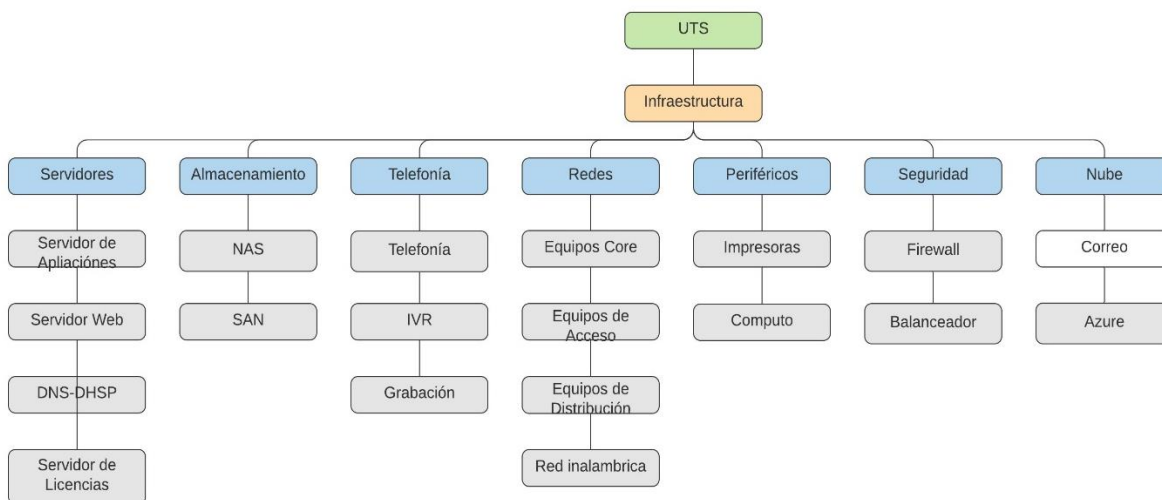 UTS
Infraestructura
Servidores
Almacenamiento
Telefonía
Redes
Periféricos
Seguridad
Nube
Servidor de
Apliaciónes
NAS
Telefonía
Equipos Core
Impresoras
Firewall
Correo
Servidor Web
SAN
IVR
Equipos de
Acceso
Computo
Balanceador
Azure
DNS-DHSP
Grabación
Equipos de
Distribución
Servidor de
Licencias
Red inalambrica